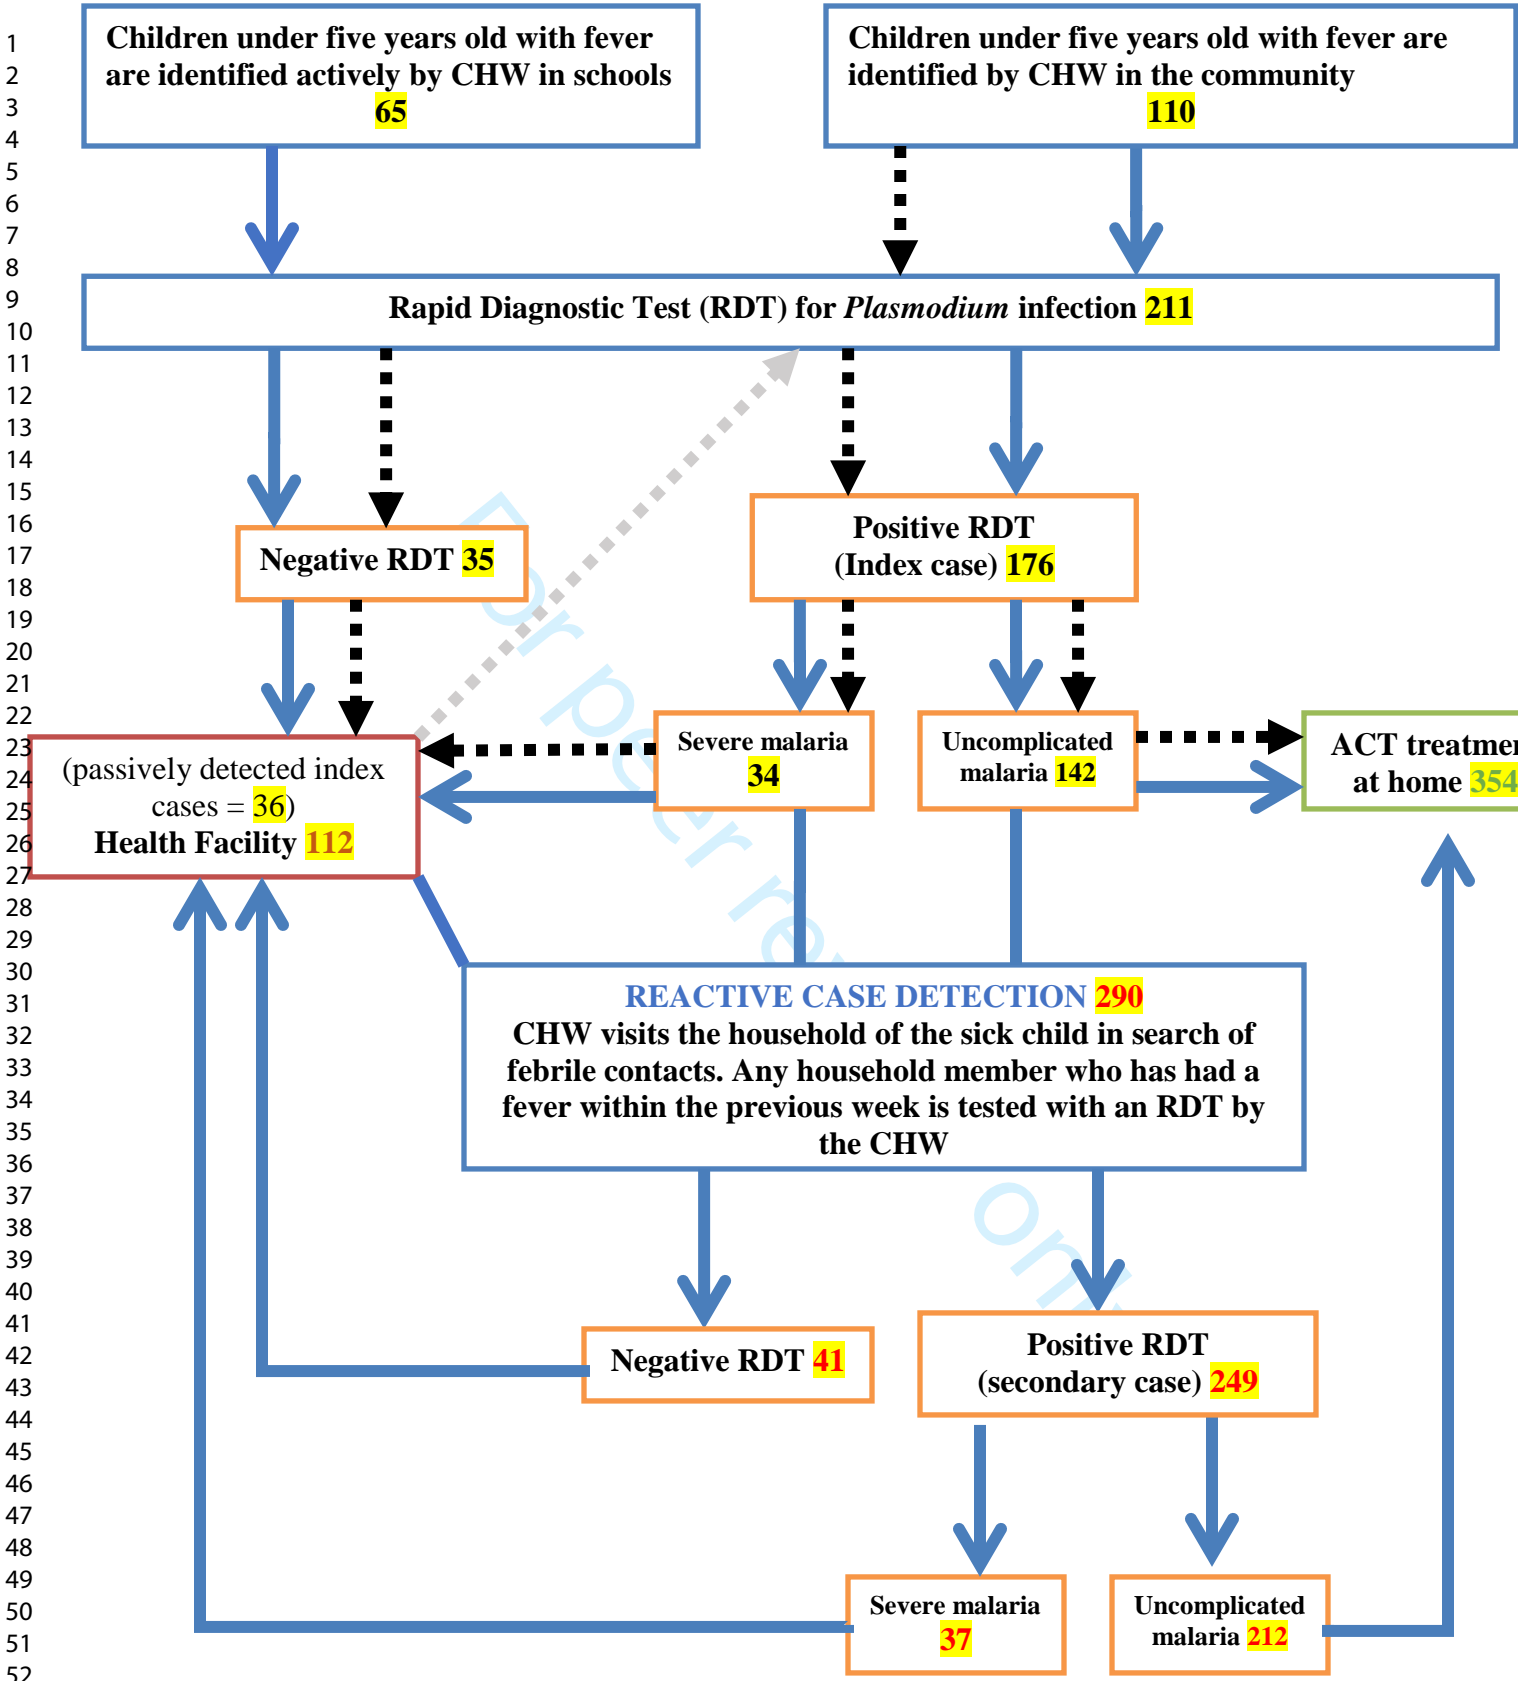 Children under five years old with fever
are identified actively by CHW in schools
65
Children under five years old with fever are
identified by CHW in the community
110
Rapid Diagnostic Test (RDT) for Plasmodium infection 211
Negative RDT 35
Positive RDT
(Index case) 176
(passively detected index
cases = 36)
Health Facility 112
Severe malaria
34
Uncomplicated
malaria 142
ACT
at home 354
REACTIVE CASE DETECTION 290
CHW visits the household of the sick child in search of
febrile contacts. Any household member who has had a
fever within the previous week is tested with an RDT by
the CHW
Negative RDT 41
Positive RDT
(secondary case) 249
Severe malaria
37
Uncomplicated
malaria 212
1
2
3
4
5
6
7
8
9
10
11
12
13
14
15
16
17
18
19
20
21
22
23
24
25
26
27
28
29
30
31
32
33
34
35
36
37
38
39
40
41
42
43
44
45
46
47
48
49
50
51
52